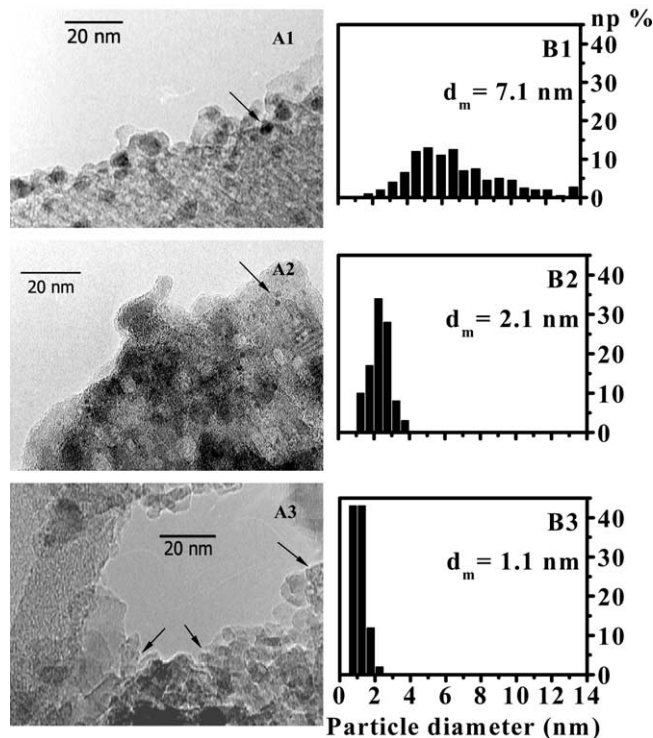 20 nm
A1
np %
B1
d_m = 7.1 nm
40
30
20
10
0
20 nm
A2
B2
d_m = 2.1 nm
40
30
20
10
0
20 nm
A3
B3
d_m = 1.1 nm
40
30
20
10
0
0 2 4 6 8 10 12 14
Particle diameter (nm)